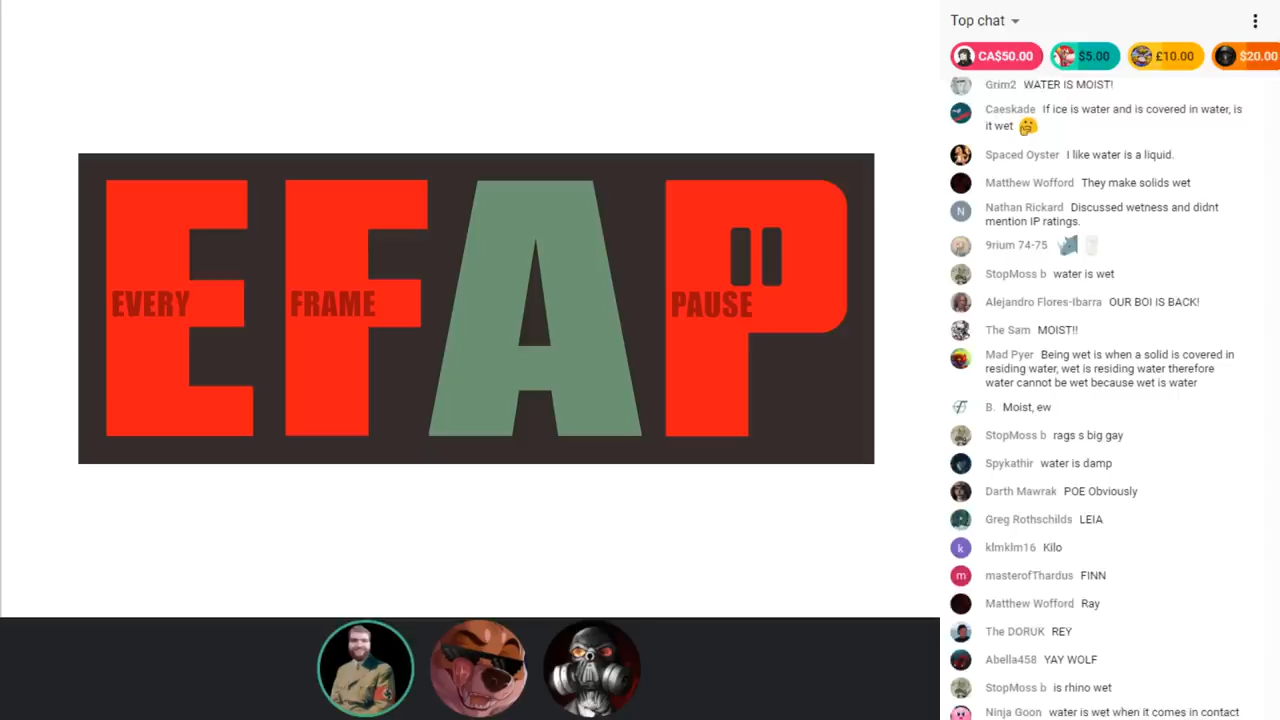 Top chat
CA$50.00 $5.00 £10.00 $20.00
Grim2 WATER IS MOIST!
Caeskade If ice is water and is covered in water, is
it wet
Spaced Oyster I like water is a liquid.
Matthew Wofford They make solids wet
N Nathan Rickard Discussed wetness and didnt
mention IP ratings.
9rium 74-75
StopMoss b water is wet
Alejandro Flores-Ibarra OUR BOI IS BACK!
The Sam MOIST!!
Mad Pyer Being wet is when a solid is covered in
residing water, wet is residing water therefore
water cannot be wet because wet is water
B. Moist, ew
StopMoss b rags s big gay
Spykathir water is damp
Darth Mawrak POE Obviously
Greg Rothschilds LEIA
k klmklm16 Kilo
m masterofThardus FINN
Matthew Wofford Ray
The DORUK REY
Abella458 YAY WOLF
StopMoss b is rhino wet
Ninja Goon water is wet when it comes in contact
EFAP
EVERY FRAME PAUSE